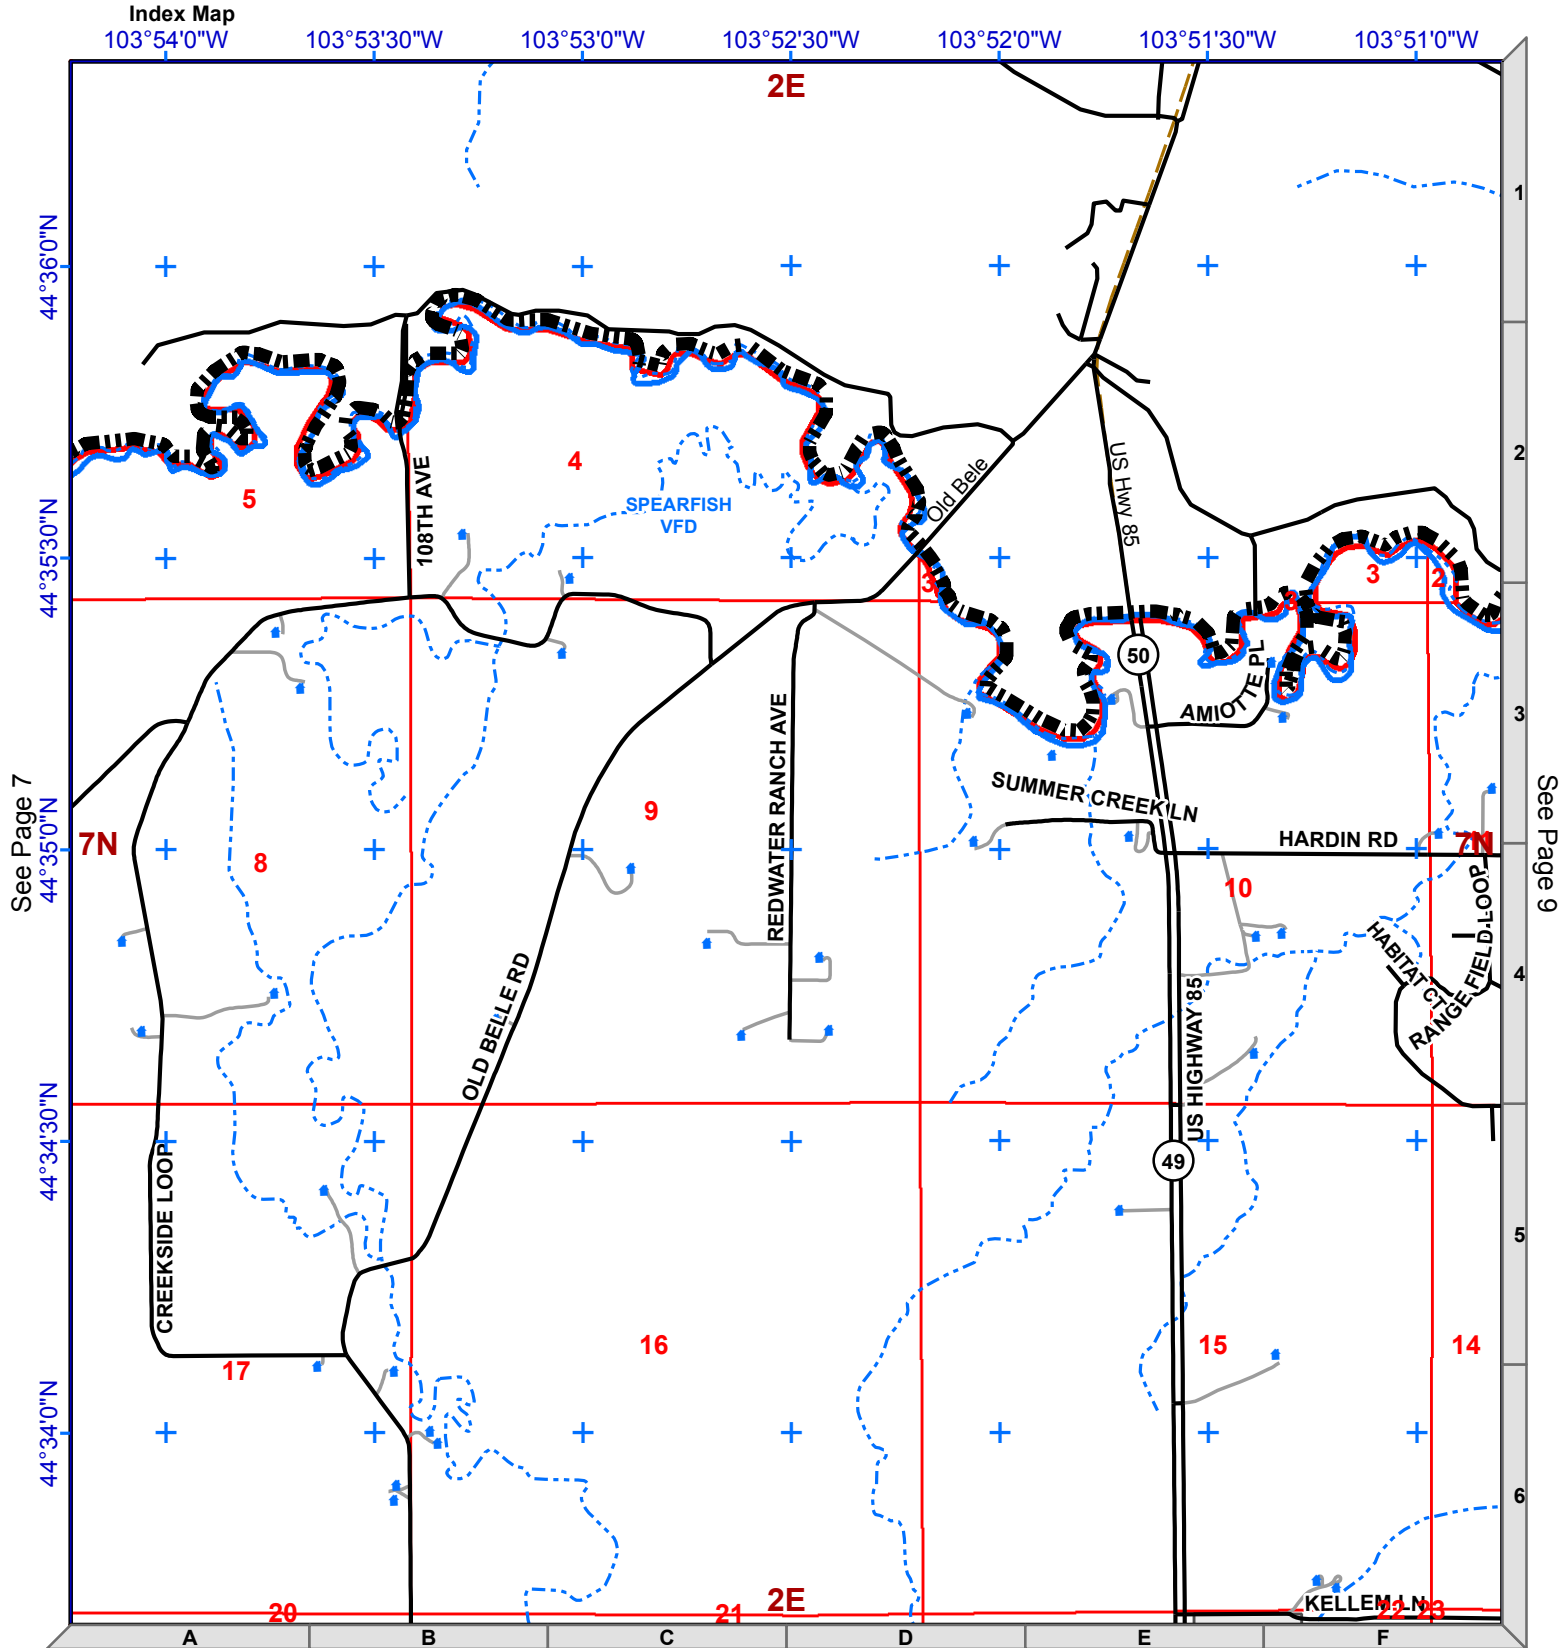 Index Map
103°54'0"W 103°53'30"W 103°53'0"W 103°52'30"W 103°52'0"W 103°51'30"W 103°51'0"W
2E
1
44°36'0"N
2
4
5
108TH AVE
SPEARFISH
VFD
Old Bele
US Hwy 85
44°35'30"N
3
3
2
3
50
AMIOTTE PL
3
REDWATER RANCH AVE
SUMMER CREEK LN
See Page 7
See Page 9
9
HARDIN RD
7N
7N
44°35'0"N
8
10
RANGE FIELD LOOP
HABITAT CT
4
OLD BELLE RD
US HIGHWAY 85
44°34'30"N
49
CREEKSIDE LOOP
5
16
15
14
17
44°34'0"N
6
2E
KELLEM LN
20
21
22
23
A B C D E F